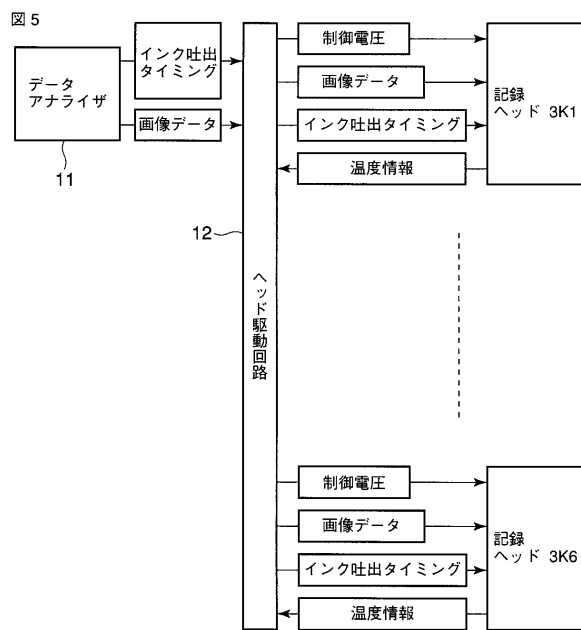 図5
データ
アナライザ
11
インク吐出
タイミング
画像データ
12
ヘッド駆動回路
制御電圧
画像データ
インク吐出タイミング
温度情報
記録
ヘッド 3K1
制御電圧
画像データ
インク吐出タイミング
温度情報
記録
ヘッド 3K6